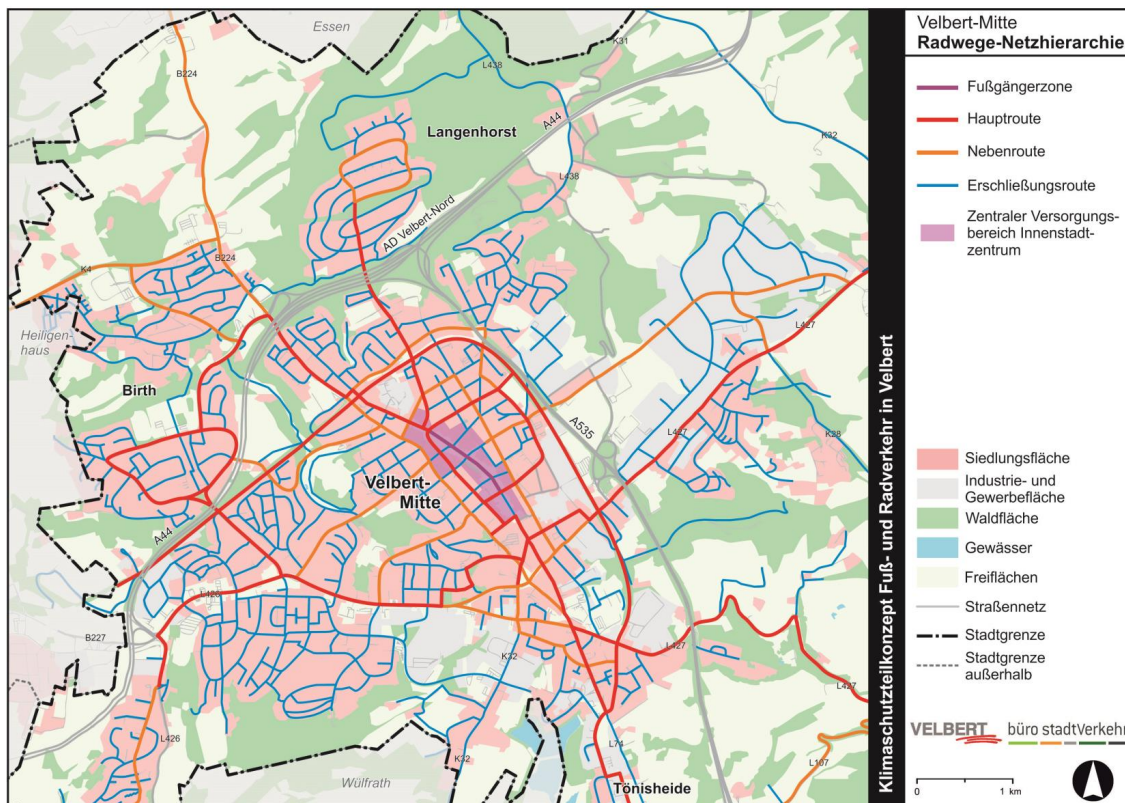 Essen
K31
B224
L438
A44
K32
Langenhorst
L438
AD Velbert-Nord
K4
B224
Heiligen-
haus
L427
Birth
A535
L427
K28
Velbert-
Mitte
A44
L426
B227
L427
K32
L426
L427
K32
L74
L107
Wülfrath
Tönisheide
Klimaschutzteilkonzept Fuß- und Radverkehr in Velbert
Velbert-Mitte
Radwege-Netzhierarchie
Fußgängerzone
Hauptroute
Nebenroute
Erschließungsroute
Zentraler Versorgungs-
bereich Innenstadt-
zentrum
Siedlungsfläche
Industrie- und
Gewerbefläche
Waldfläche
Gewässer
Freiflächen
Straßennetz
Stadtgrenze
Stadtgrenze
außerhalb
VELBERT
büro stadtVerkehr
0
1 km